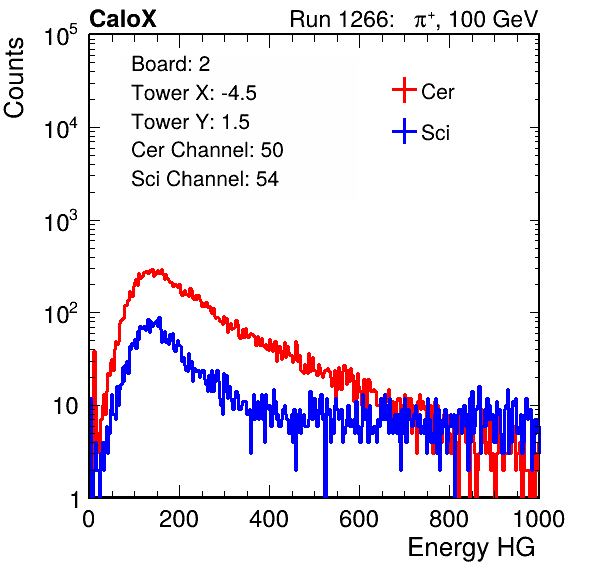 CaloX Run 1266: π⁺, 100 GeV
Counts
Board: 2
Tower X: -4.5
Tower Y: 1.5
Cer Channel: 50
Sci Channel: 54
Cer
Sci
10⁵
10⁴
10³
10²
10
1
0 200 400 600 800 1000
Energy HG